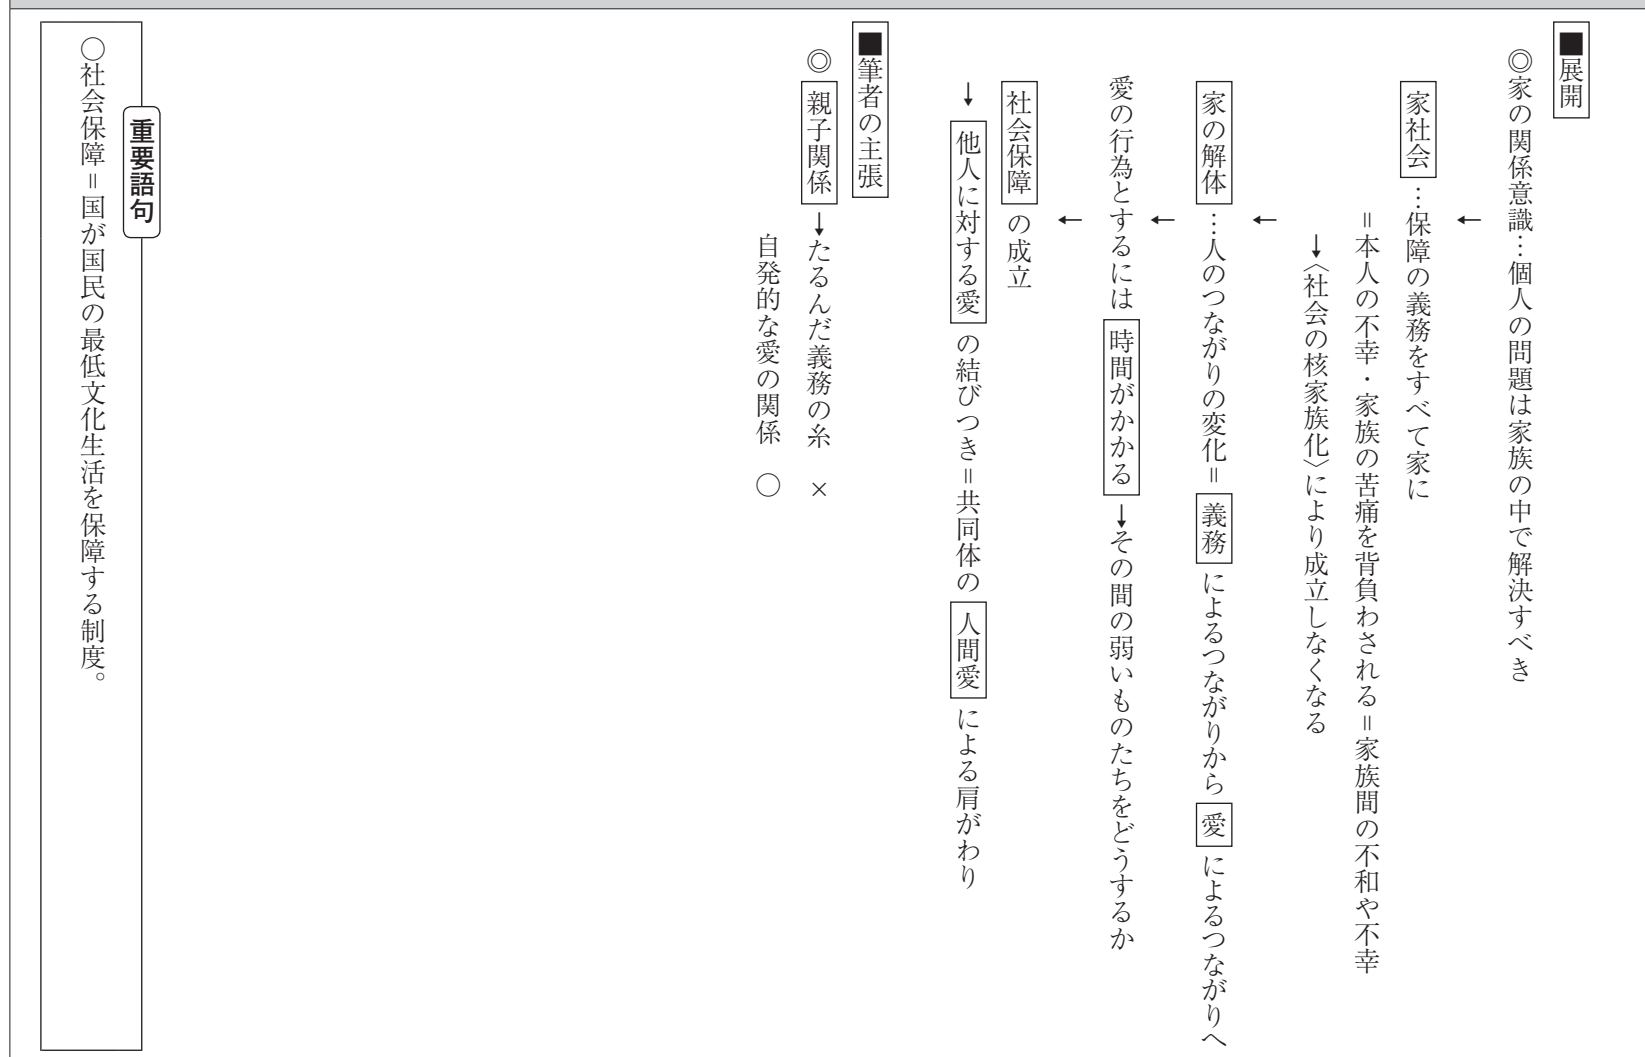 ■展開
◎家の関係意識…個人の問題は家族の中で解決すべき
↓
家社会…保障の義務をすべて家に
＝本人の不幸・家族の苦痛を背負わされる＝家族間の不和や不幸
→〈社会の核家族化〉により成立しなくなる
↓
家の解体…人のつながりの変化＝義務によるつながりから愛によるつながりへ
↓
愛の行為とするには時間がかかる→その間の弱いものたちをどうするか
↓
社会保障の成立
→他人に対する愛の結びつき＝共同体の人間愛による肩がわり
■筆者の主張
◎親子関係→たるんだ義務の糸　×
自発的な愛の関係　○
重要語句
○社会保障＝国が国民の最低文化生活を保障する制度。